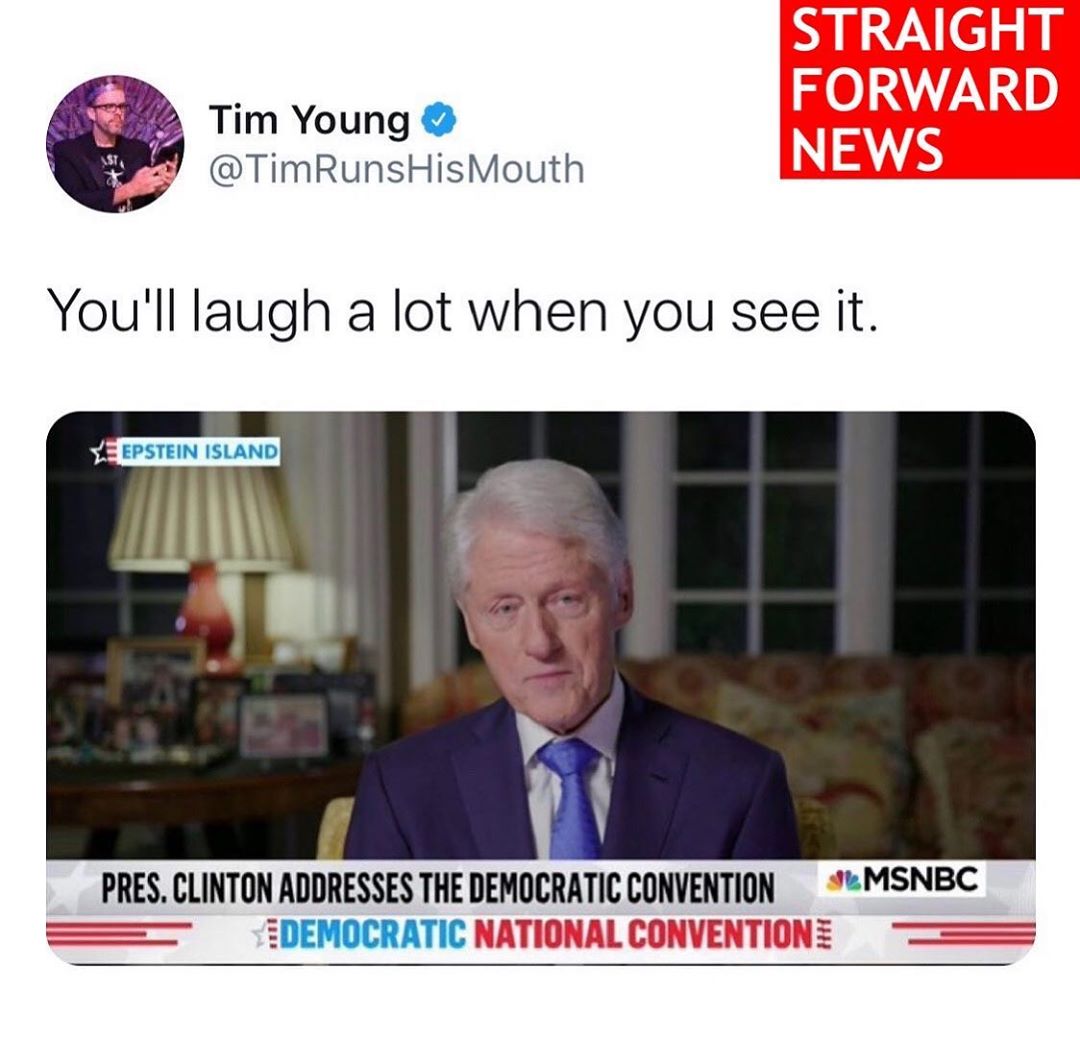 STRAIGHT
FORWARD
NEWS
Tim Young
@TimRunsHisMouth
You'll laugh a lot when you see it.
EPSTEIN ISLAND
PRES. CLINTON ADDRESSES THE DEMOCRATIC CONVENTION
MSNBC
DEMOCRATIC NATIONAL CONVENTION